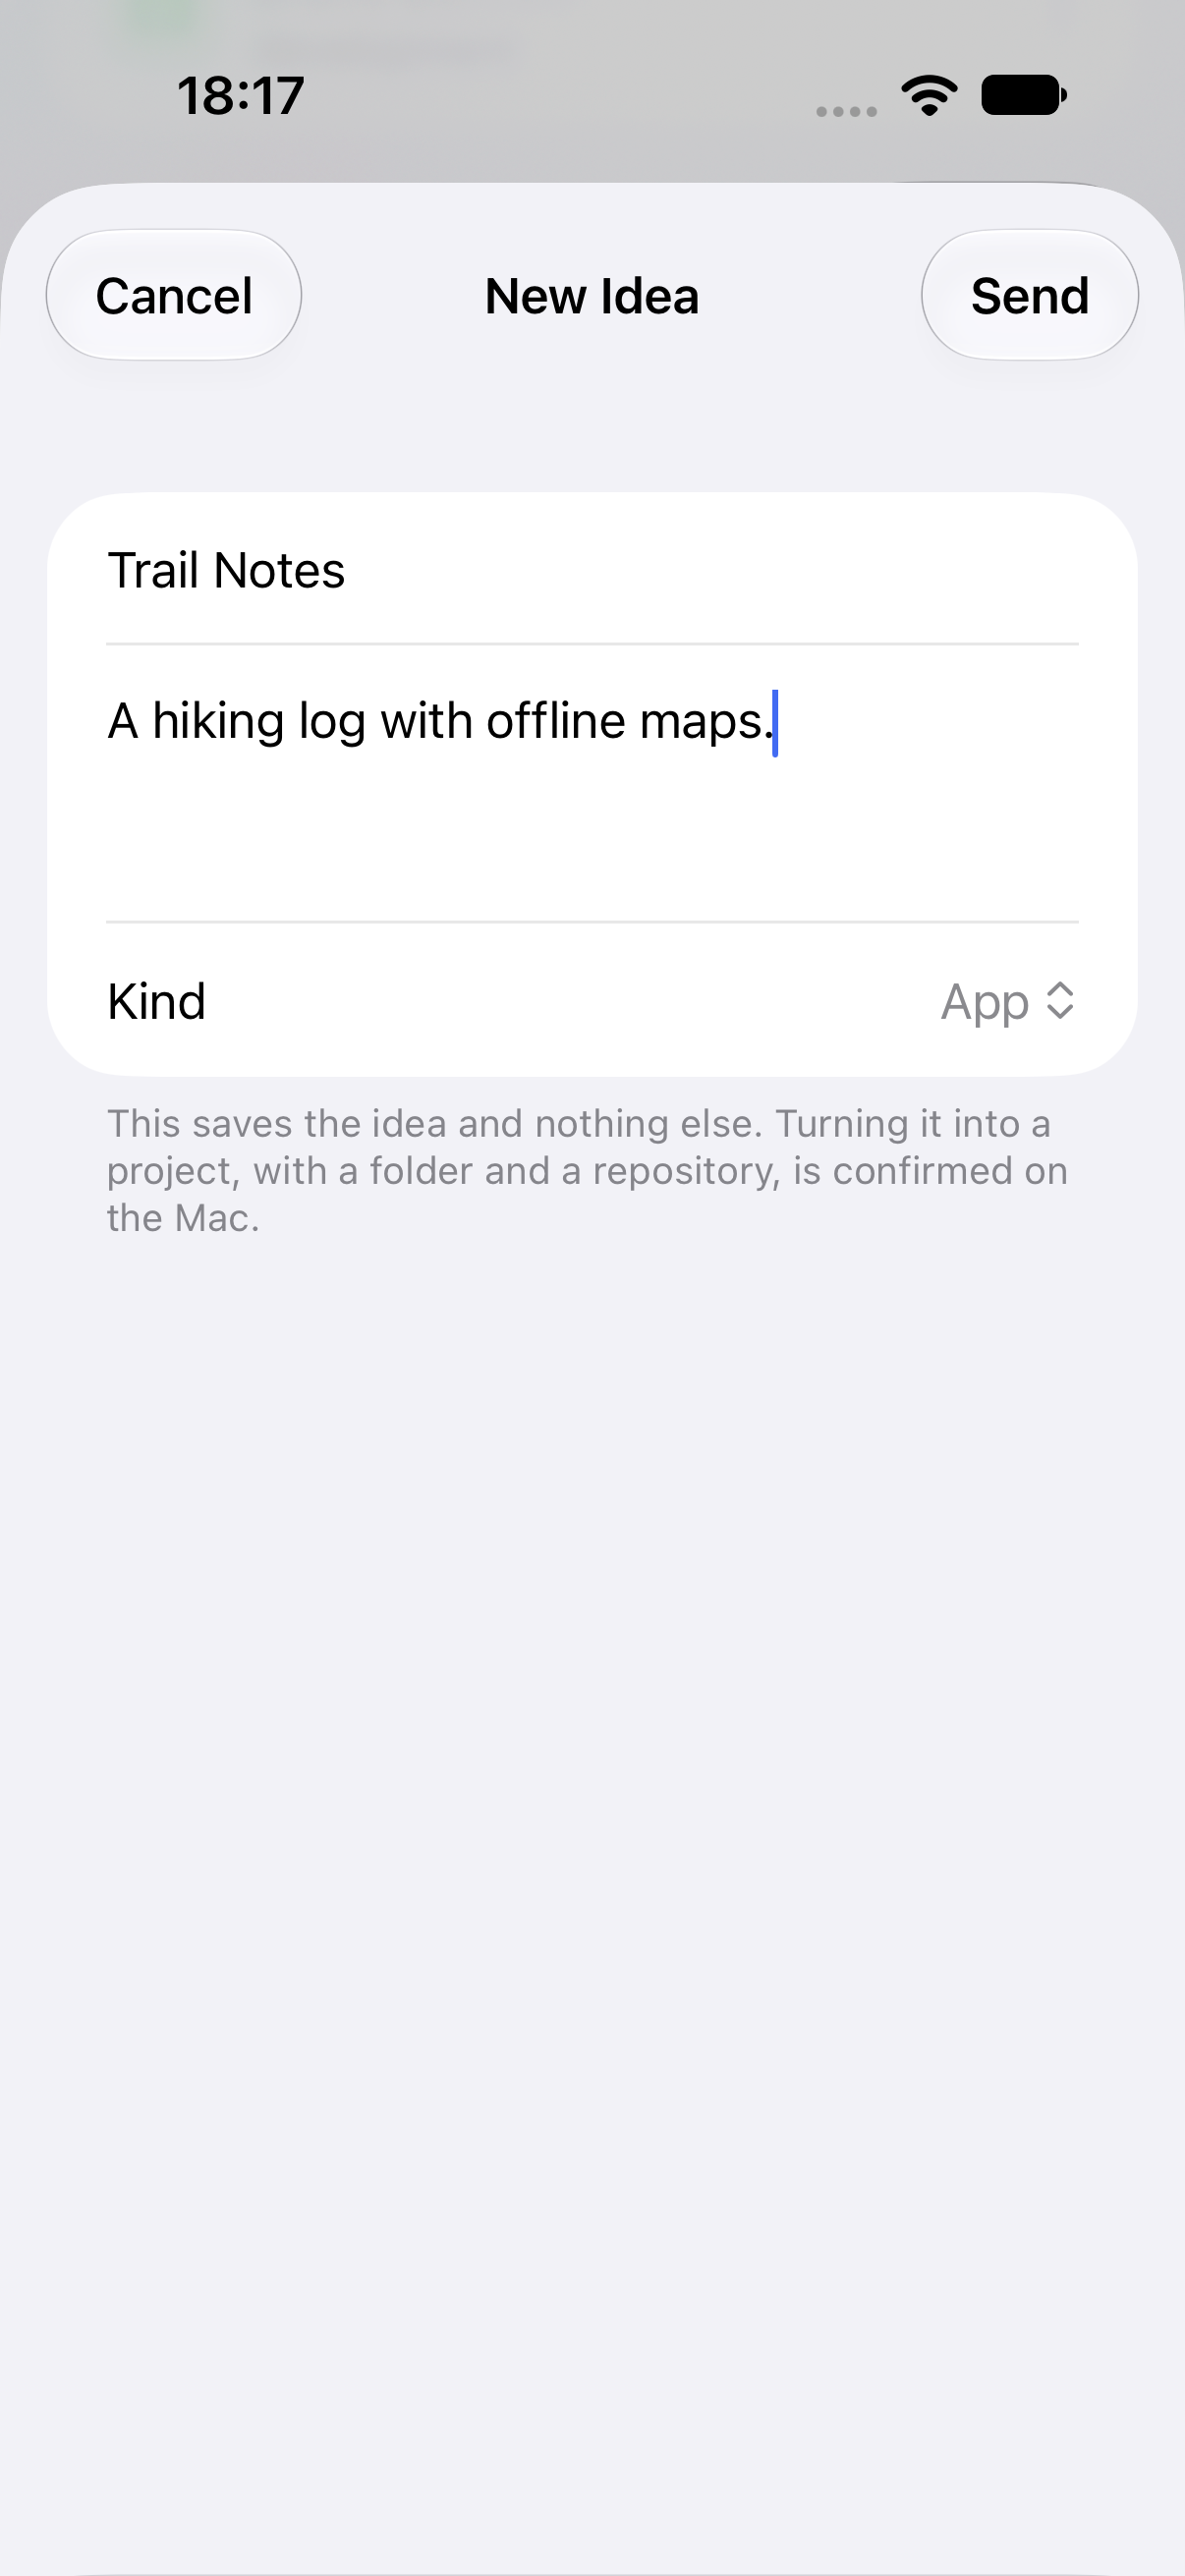 18:17
Cancel
New Idea
Send
Trail Notes
A hiking log with offline maps.
Kind
App
This saves the idea and nothing else. Turning it into a
project, with a folder and a repository, is confirmed on
the Mac.